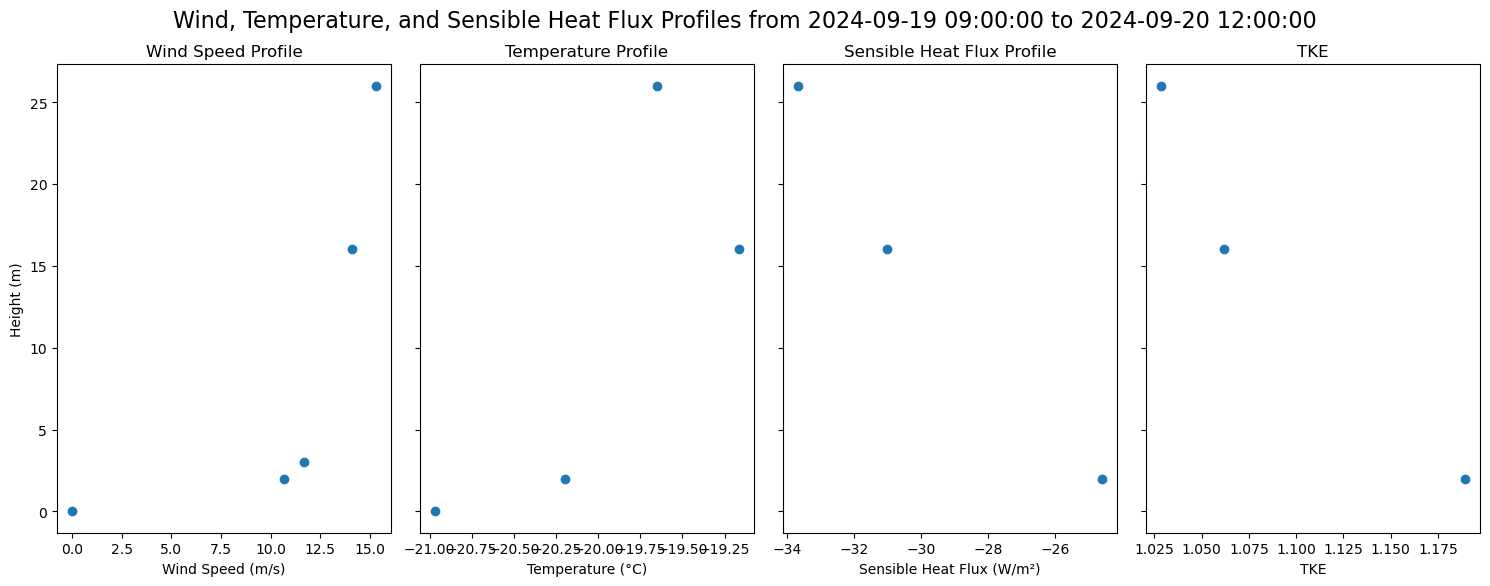 Wind, Temperature, and Sensible Heat Flux Profiles from 2024-09-19 09:00:00 to 2024-09-20 12:00:00
Wind Speed Profile
Temperature Profile
Sensible Heat Flux Profile
TKE
25
20
15
10
5
0
Height (m)
0.0 2.5 5.0 7.5 10.0 12.5 15.0
−21.00 −20.75 −20.50 −20.25 −20.00 −19.75 −19.50 −19.25
−34 −32 −30 −28 −26
1.025 1.050 1.075 1.100 1.125 1.150 1.175
Wind Speed (m/s)
Temperature (°C)
Sensible Heat Flux (W/m²)
TKE